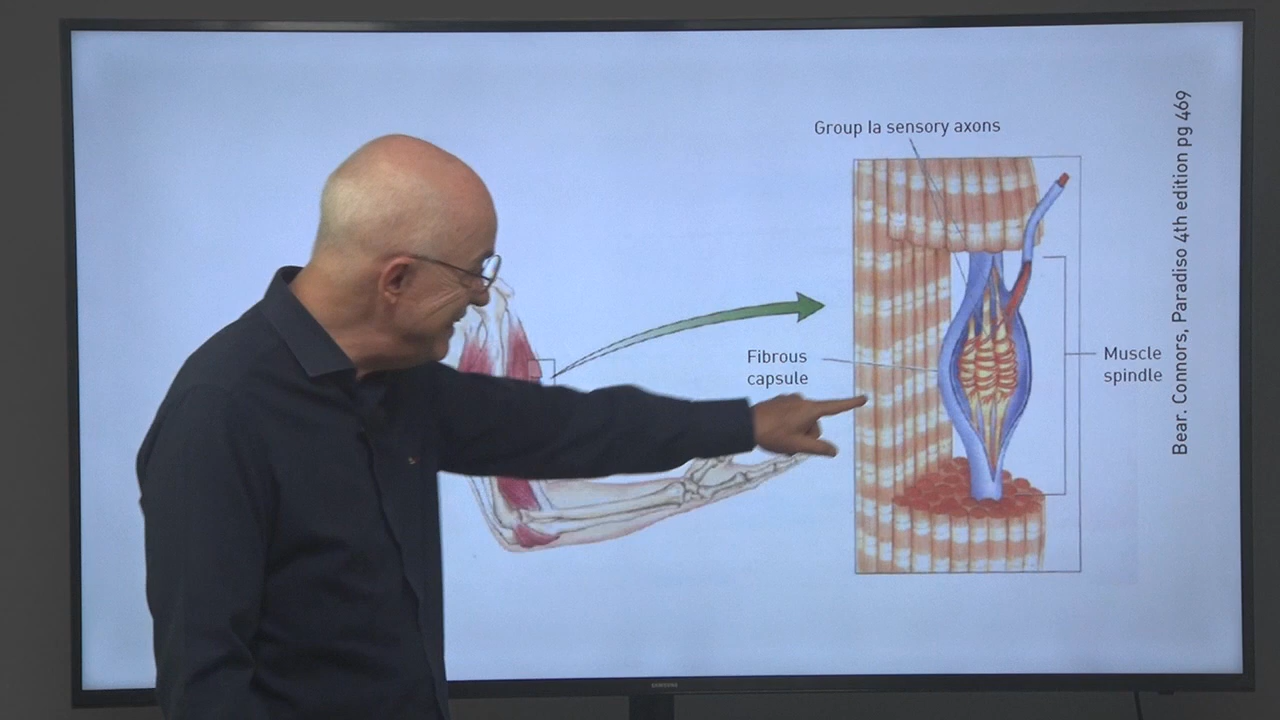 Group Ia sensory axons
Fibrous
capsule
Muscle
spindle
Bear. Connors, Paradiso 4th edition pg 469
SAMSUNG